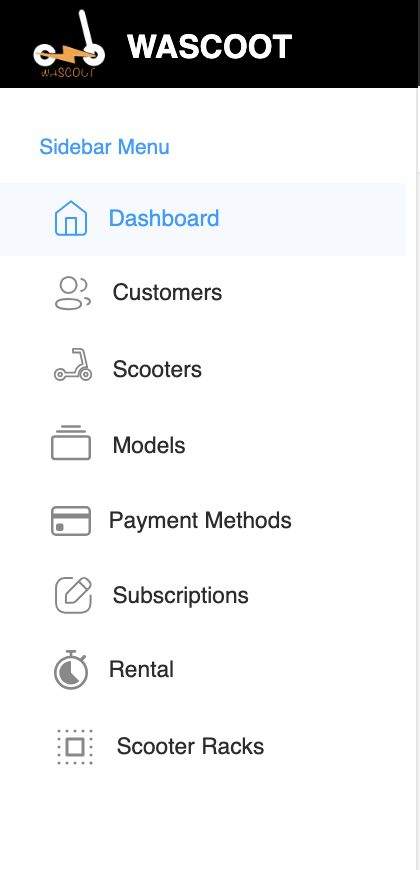 WASCOOT
WASCOOT
Sidebar Menu
Dashboard
Customers
Scooters
Models
Payment Methods
Subscriptions
Rental
Scooter Racks